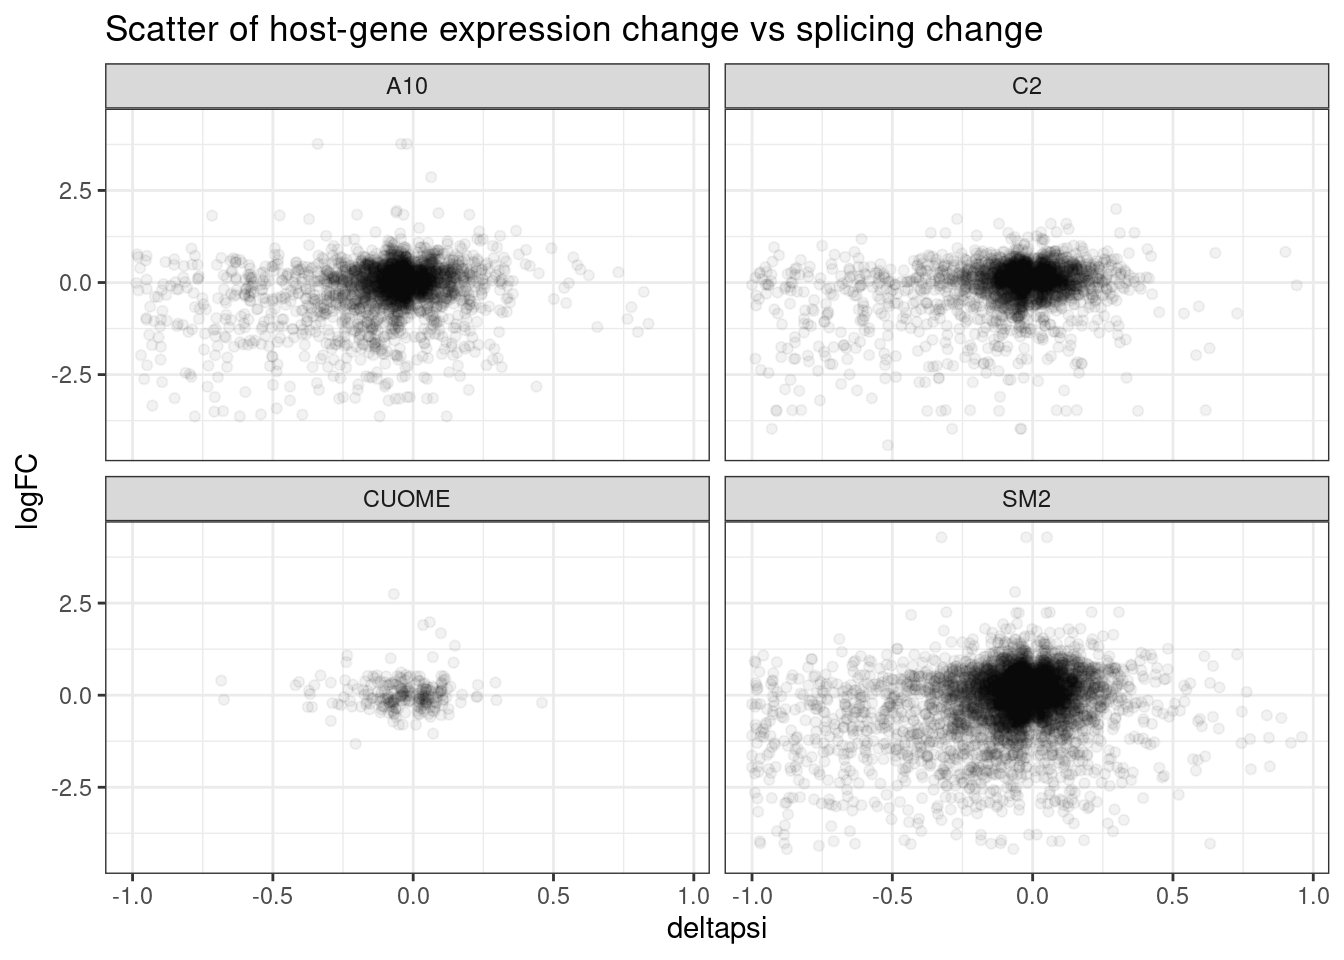 Scatter of host-gene expression change vs splicing change
A10
C2
2.5
0.0
-2.5
logFC
CUOME
SM2
2.5
0.0
-2.5
-1.0 -0.5 0.0 0.5 1.0 -1.0 -0.5 0.0 0.5 1.0
deltapsi